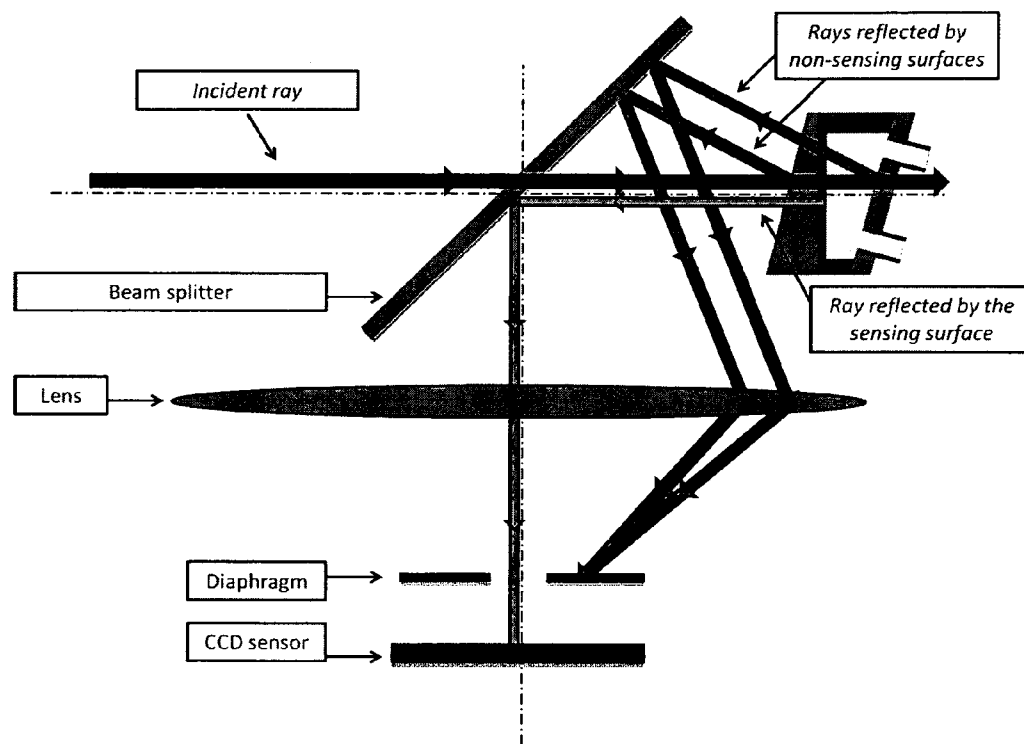 Rays reflected by
non-sensing surfaces
Incident ray
Beam splitter
Ray reflected by the
sensing surface
Lens
Diaphragm
CCD sensor